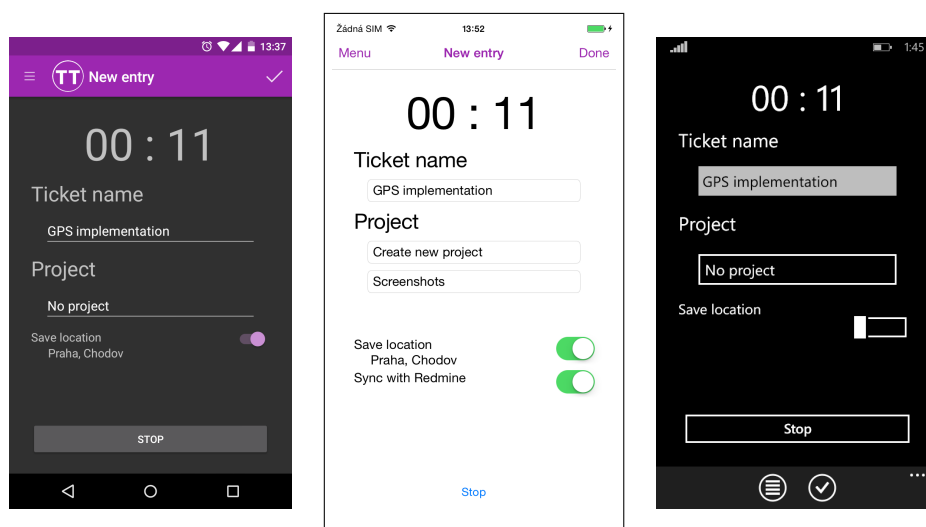 13:37
TT New entry
00 : 11
Ticket name
GPS implementation
Project
No project
Save location
Praha, Chodov
STOP
Žádná SIM 13:52
Menu New entry Done
00 : 11
Ticket name
GPS implementation
Project
Create new project
Screenshots
Save location
Praha, Chodov
Sync with Redmine
Stop
1:45
00 : 11
Ticket name
GPS implementation
Project
No project
Save location
Stop